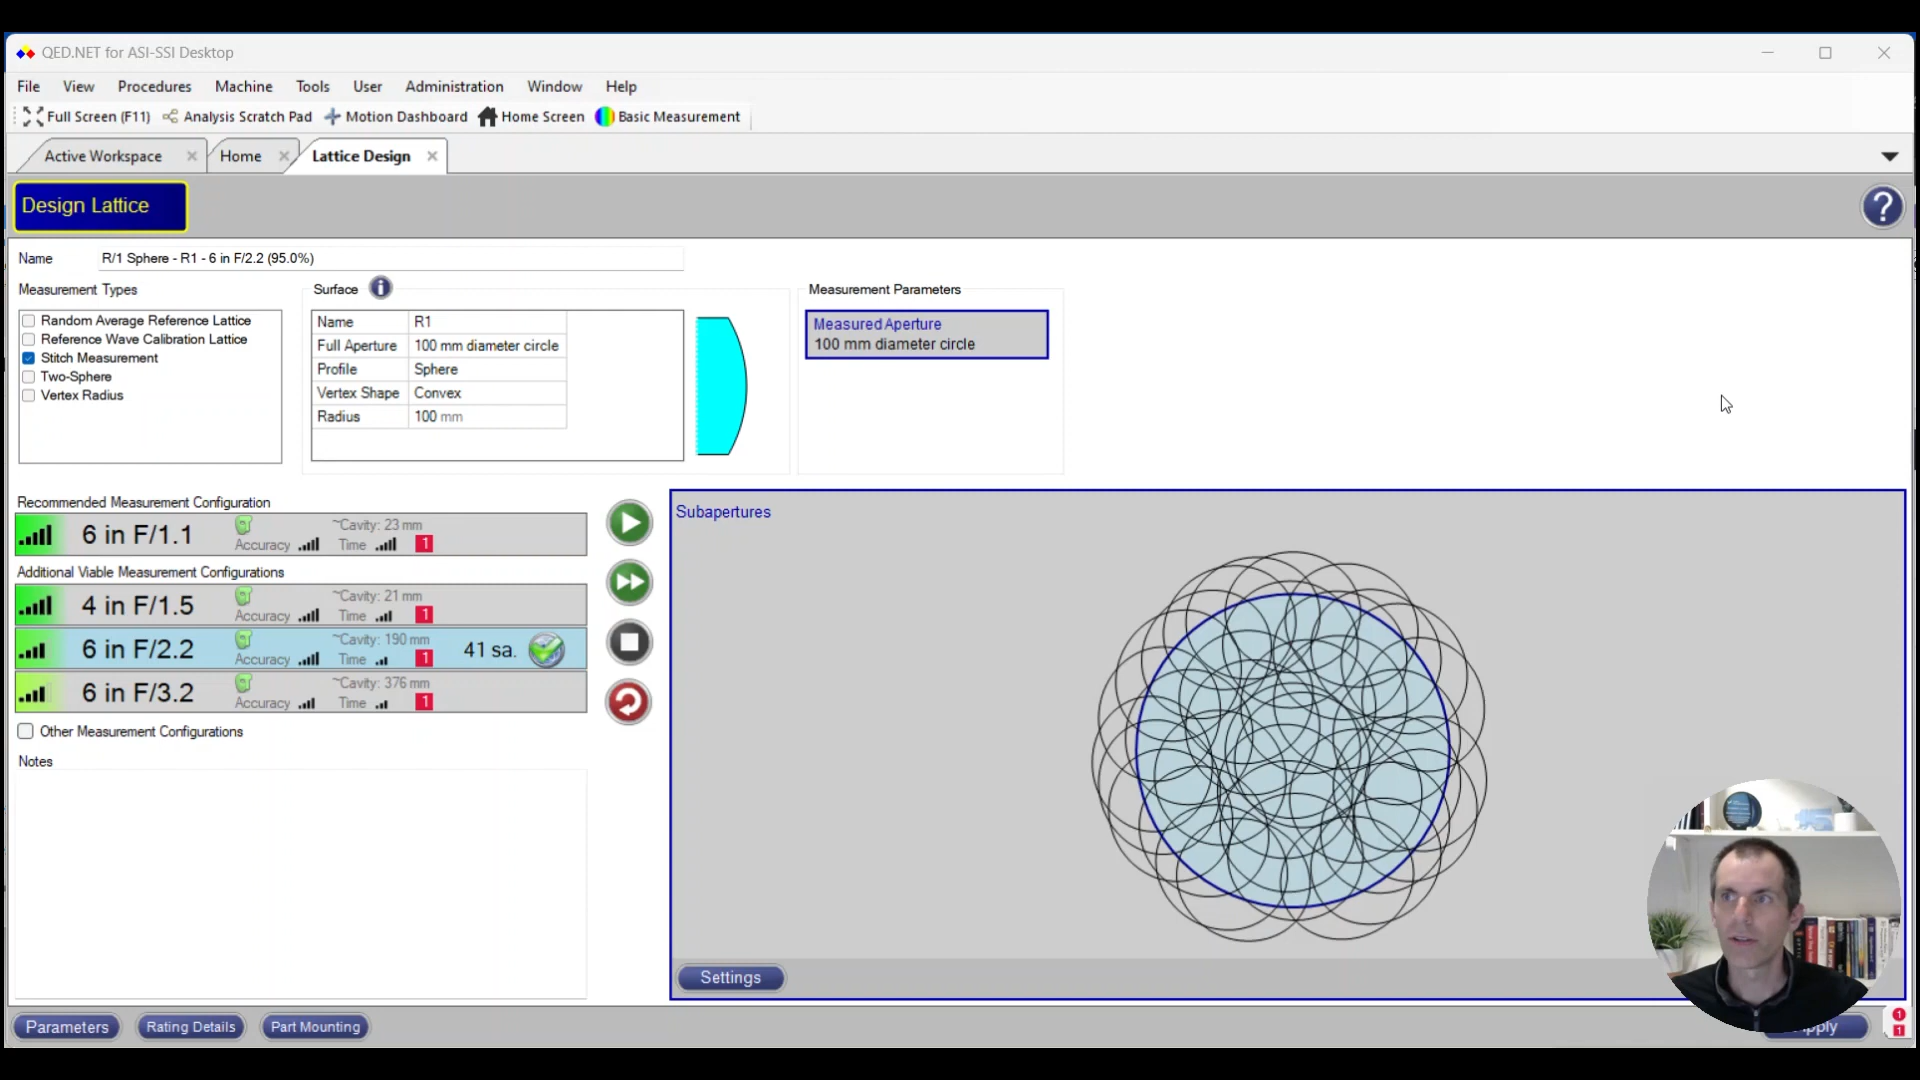 QED.NET for ASI-SSI Desktop
File View Procedures Machine Tools User Administration Window Help
Full Screen (F11) Analysis Scratch Pad Motion Dashboard Home Screen Basic Measurement
Active Workspace Home Lattice Design
Design Lattice
?
Name R/1 Sphere - R1 - 6 in F/2.2 (95.0%)
Measurement Types
Random Average Reference Lattice
Reference Wave Calibration Lattice
Stitch Measurement
Two-Sphere
Vertex Radius
Surface i
Name R1
Full Aperture 100 mm diameter circle
Profile Sphere
Vertex Shape Convex
Radius 100 mm
Measurement Parameters
Measured Aperture
100 mm diameter circle
Recommended Measurement Configuration
6 in F/1.1 ~Cavity: 23 mm
Accuracy Time 1
Additional Viable Measurement Configurations
4 in F/1.5 ~Cavity: 21 mm
Accuracy Time 1
6 in F/2.2 ~Cavity: 190 mm
Accuracy Time 1 41 sa.
6 in F/3.2 ~Cavity: 376 mm
Accuracy Time 1
Other Measurement Configurations
Notes
Subapertures
Settings
Parameters Rating Details Part Mounting
1
1